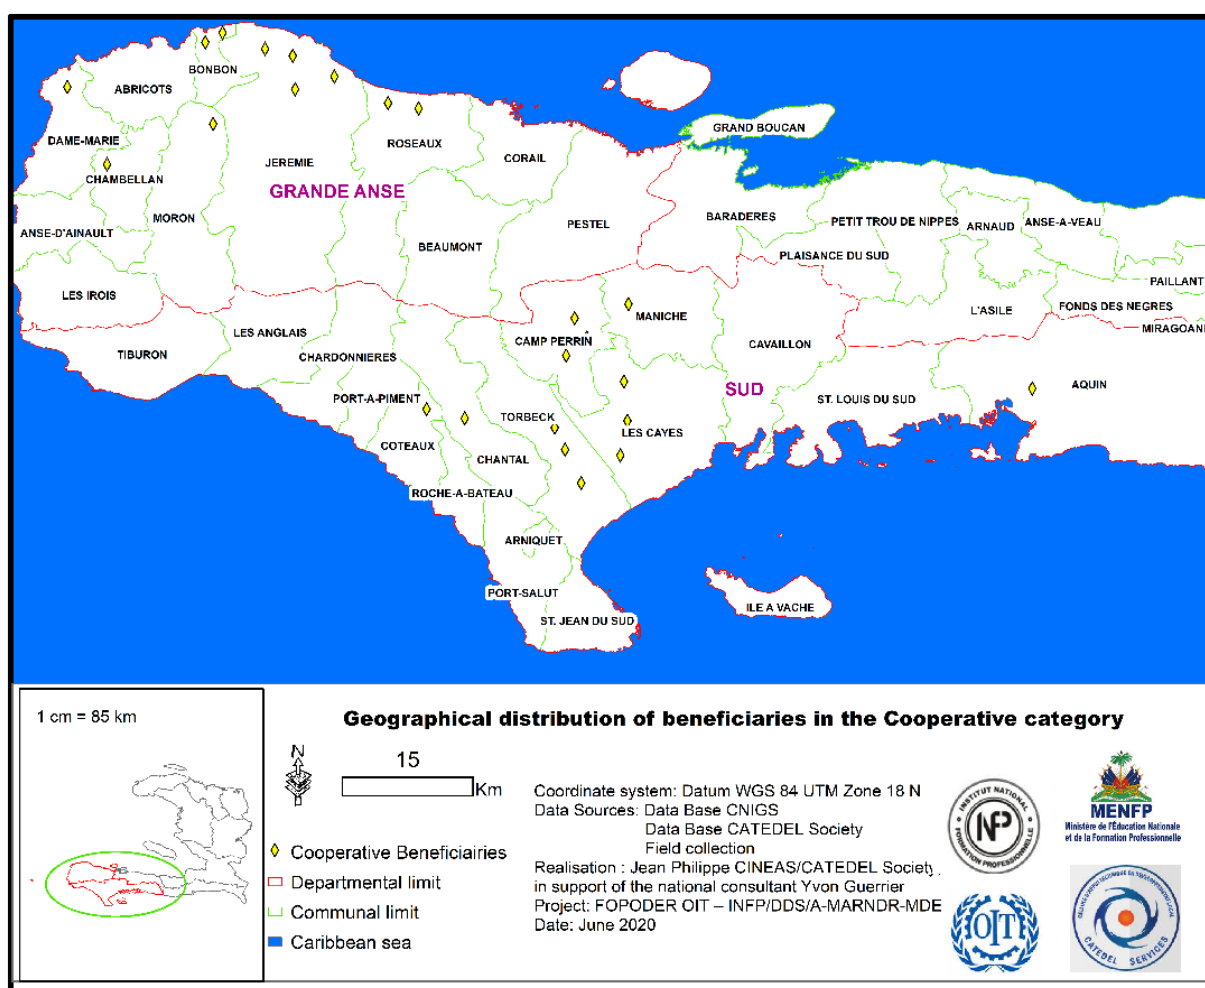 BONBON
ABRICOTS
GRAND BOUCAN
DAME-MARIE
ROSEAUX
CORAIL
JEREMIE
CHAMBELLAN
GRANDE ANSE
MORON
BARADERES
PETIT TROU DE NIPPES
ARNAUD
ANSE-A-VEAU
PESTEL
ANSE-D'AINAULT
BEAUMONT
PLAISANCE DU SUD
PAILLANT
LES IROIS
L'ASILE
FONDS DES NEGRES
MANICHE
MIRAGOANE
LES ANGLAIS
CAMP PERRIN
CAVAILLON
TIBURON
CHARDONNIERES
SUD
AQUIN
PORT-A-PIMENT
ST. LOUIS DU SUD
TORBECK
LES CAYES
COTEAUX
CHANTAL
ROCHE-A-BATEAU
ARNIQUET
PORT-SALUT
ILE A VACHE
ST. JEAN DU SUD
1 cm = 85 km
Geographical distribution of beneficiaries in the Cooperative category
N
15
Km
Cooperative Beneficiairies
Departmental limit
Communal limit
Caribbean sea
Coordinate system: Datum WGS 84 UTM Zone 18 N
Data Sources: Data Base CNIGS
Data Base CATEDEL Society
Field collection
Realisation : Jean Philippe CINEAS/CATEDEL Society,
in support of the national consultant Yvon Guerrier
Project: FOPODER OIT – INFP/DDS/A-MARNDR-MDE
Date: June 2020
INSTITUT NATIONAL
NFP
FORMATION PROFESSIONNELLE
MENFP
Ministère de l'Éducation Nationale
et de la Formation Professionnelle
OIT
CATEDEL SERVICES